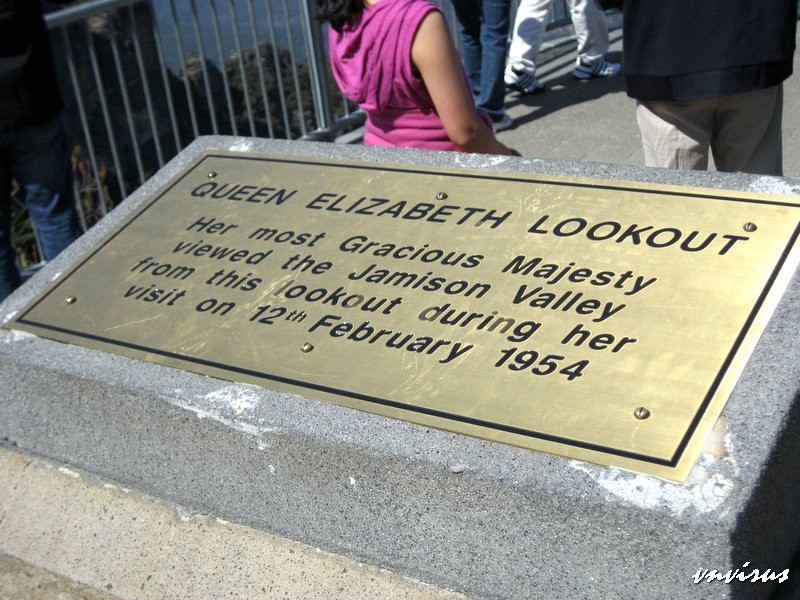 QUEEN ELIZABETH LOOKOUT
Her most Gracious Majesty
viewed the Jamison Valley
from this lookout during her
visit on 12th February 1954
vnvirus